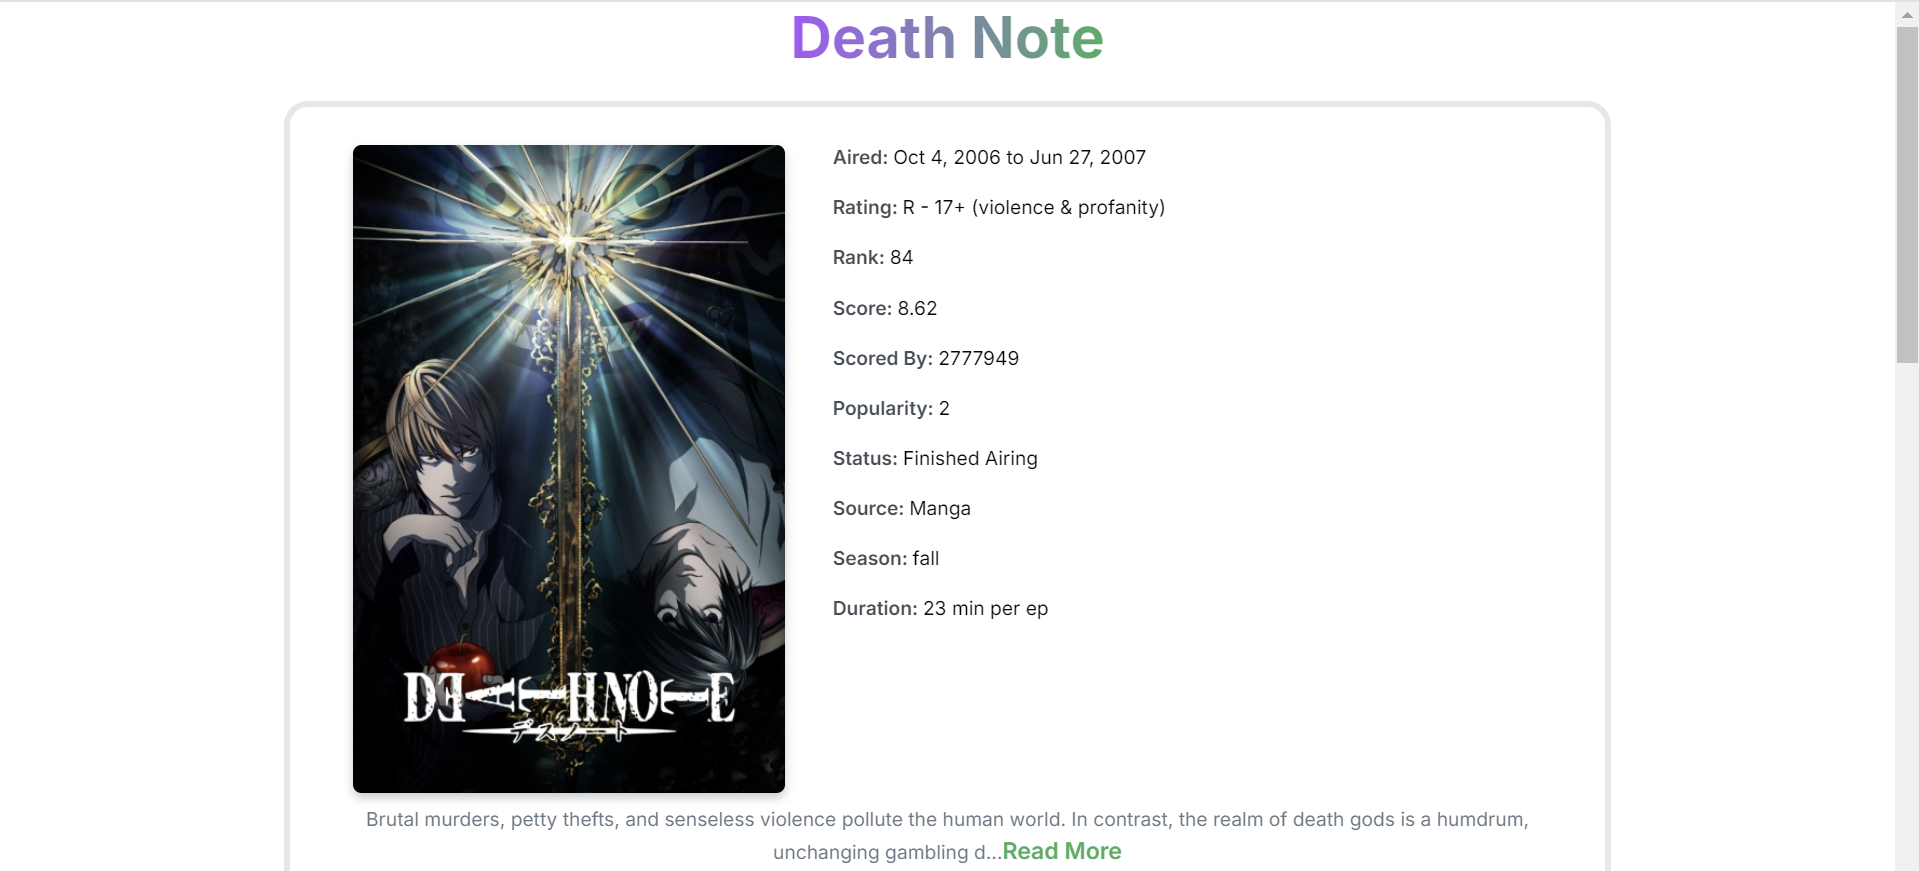 Death Note
Aired: Oct 4, 2006 to Jun 27, 2007
Rating: R - 17+ (violence & profanity)
Rank: 84
Score: 8.62
Scored By: 2777949
Popularity: 2
Status: Finished Airing
Source: Manga
Season: fall
Duration: 23 min per ep
DEATH NOTE
デスノート
Brutal murders, petty thefts, and senseless violence pollute the human world. In contrast, the realm of death gods is a humdrum,
unchanging gambling d...Read More